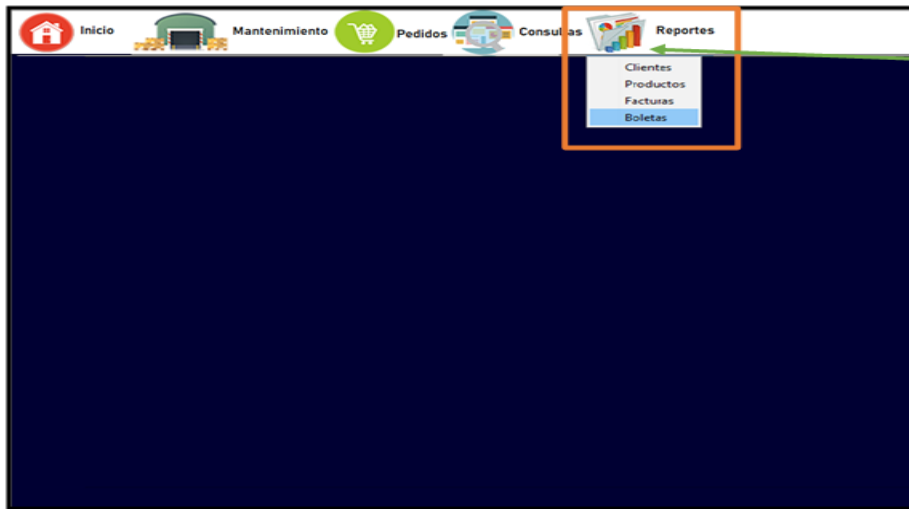 Inicio Mantenimiento Pedidos Consultas Reportes
Clientes
Productos
Facturas
Boletas